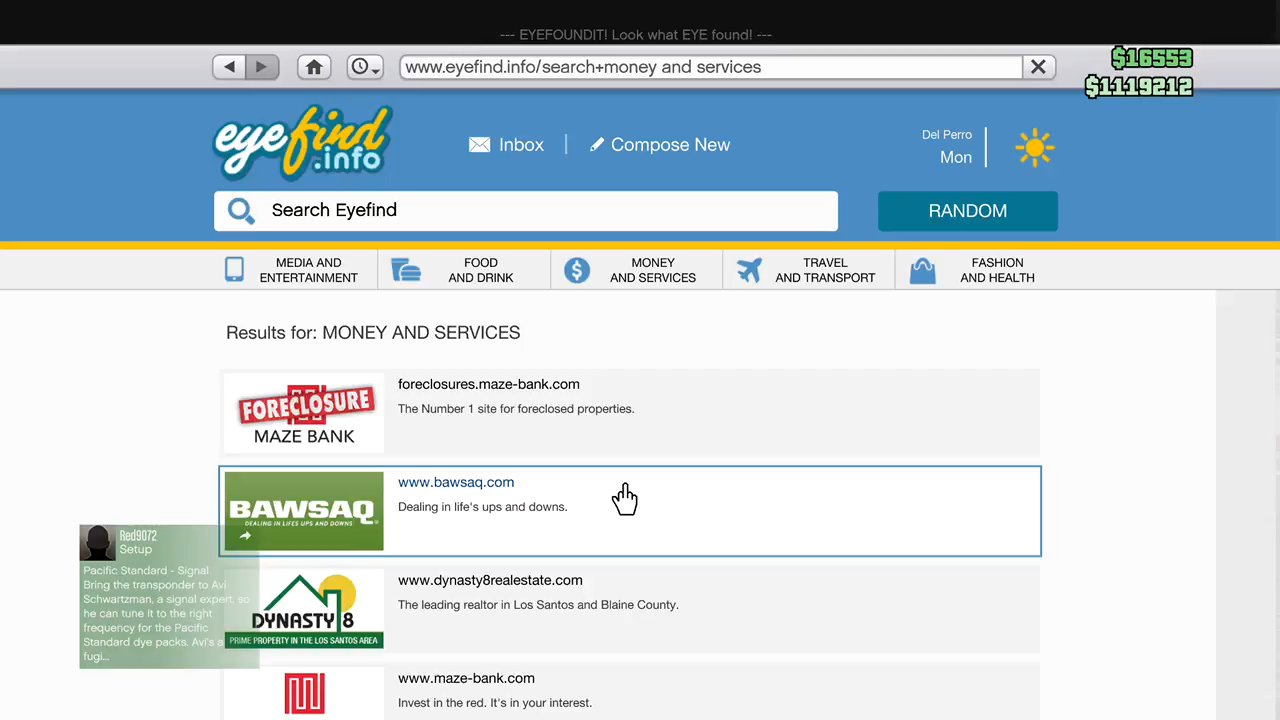 --- EYEFOUNDIT! Look what EYE found! ---
www.eyefind.info/search+money and services
$16553
$1119212
eyefind
.info
Inbox
Compose New
Del Perro
Mon
Search Eyefind
RANDOM
MEDIA AND
ENTERTAINMENT
FOOD
AND DRINK
MONEY
AND SERVICES
TRAVEL
AND TRANSPORT
FASHION
AND HEALTH
Results for: MONEY AND SERVICES
FORECLOSURE
MAZE BANK
foreclosures.maze-bank.com
The Number 1 site for foreclosed properties.
BAWSAQ
DEALING IN LIFE'S UPS AND DOWNS
www.bawsaq.com
Dealing in life's ups and downs.
Red9072
Setup
Pacific Standard - Signal
Bring the transponder to Avi
Schwartzman, a signal expert, so
he can tune it to the right
frequency for the Pacific
Standard dye packs. Avi's a
fugi...
DYNASTY 8
PRIME PROPERTY IN THE LOS SANTOS AREA
www.dynasty8realestate.com
The leading realtor in Los Santos and Blaine County.
www.maze-bank.com
Invest in the red. It's in your interest.